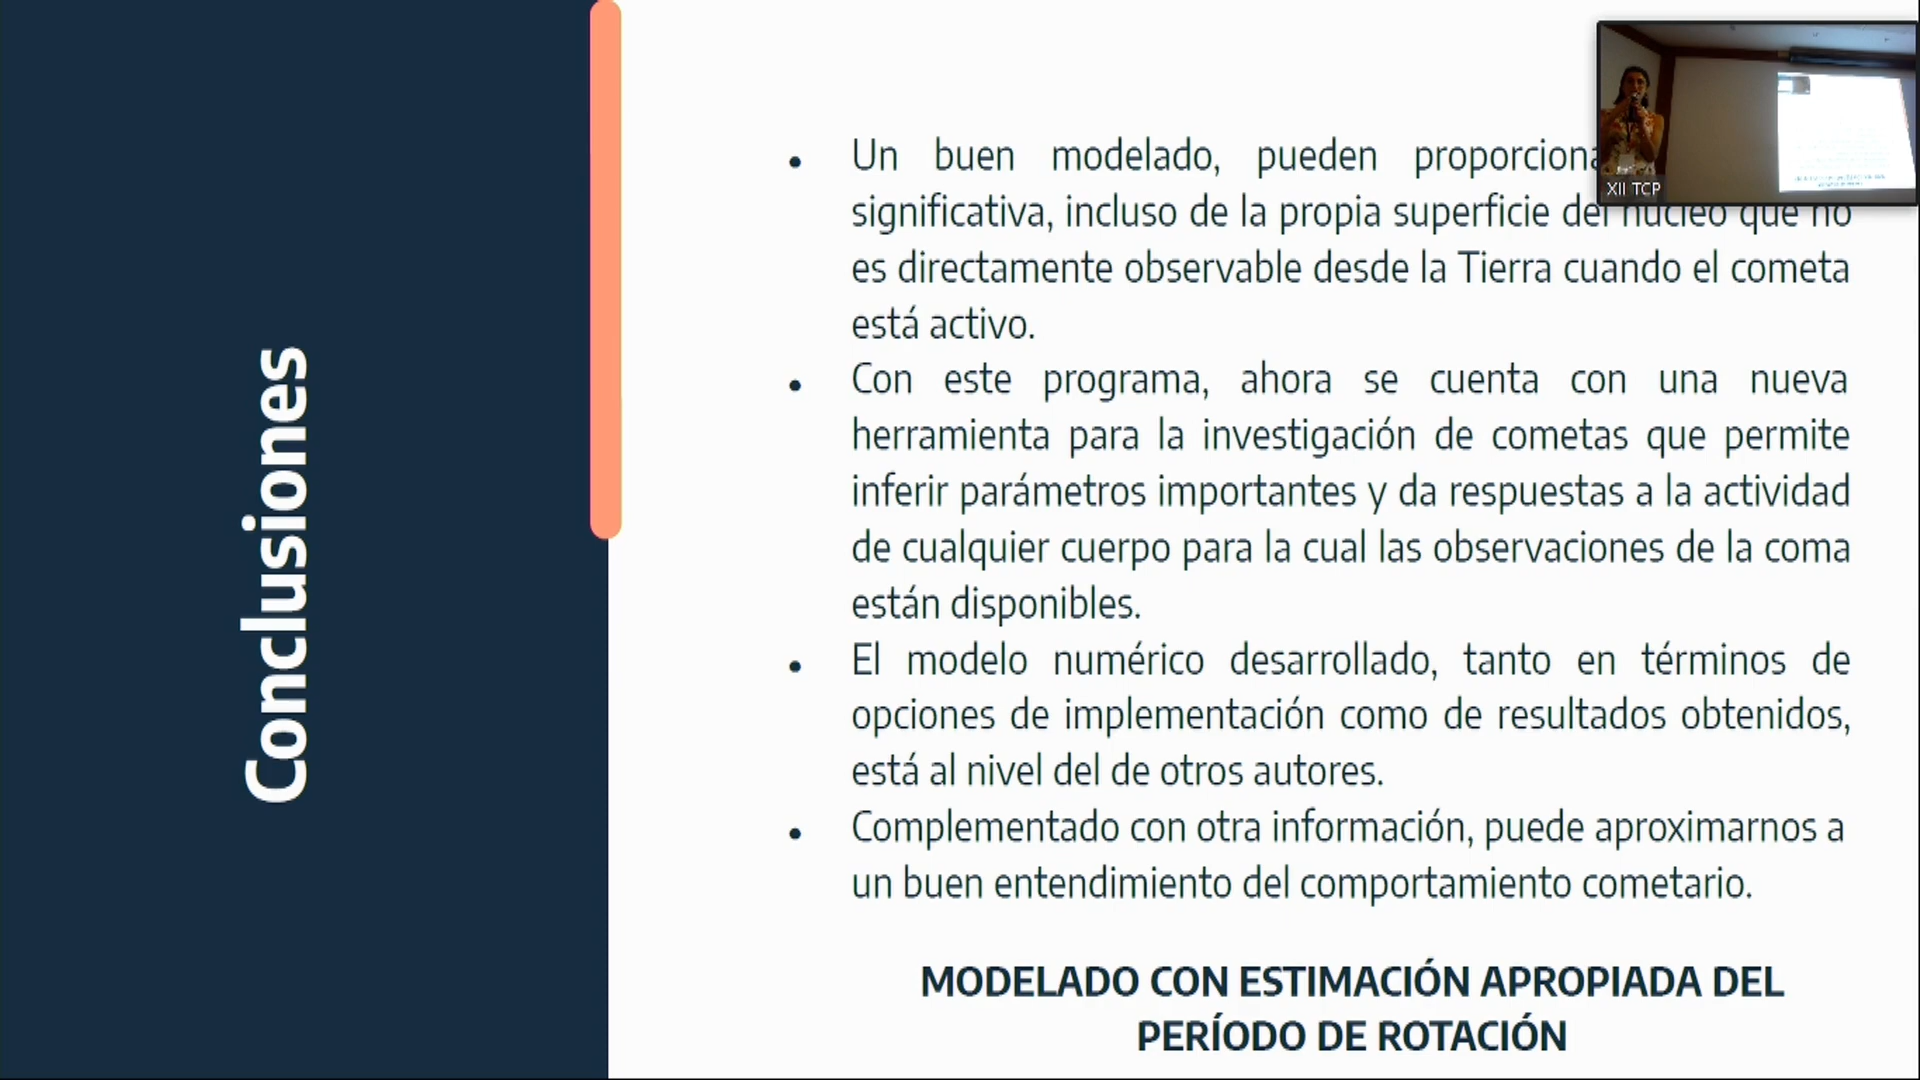 Conclusiones
Un buen modelado, pueden
significativa, incluso de la propia superficie del núcleo que no
es directamente observable desde la Tierra cuando el cometa
está activo.
Con este programa, ahora se cuenta con una nueva
herramienta para la investigación de cometas que permite
inferir parámetros importantes y da respuestas a la actividad
de cualquier cuerpo para la cual las observaciones de la coma
están disponibles.
El modelo numérico desarrollado, tanto en términos de
opciones de implementación como de resultados obtenidos,
está al nivel del de otros autores.
Complementado con otra información, puede aproximarnos a
un buen entendimiento del comportamiento cometario.
MODELADO CON ESTIMACIÓN APROPIADA DEL
PERÍODO DE ROTACIÓN
XII TCP